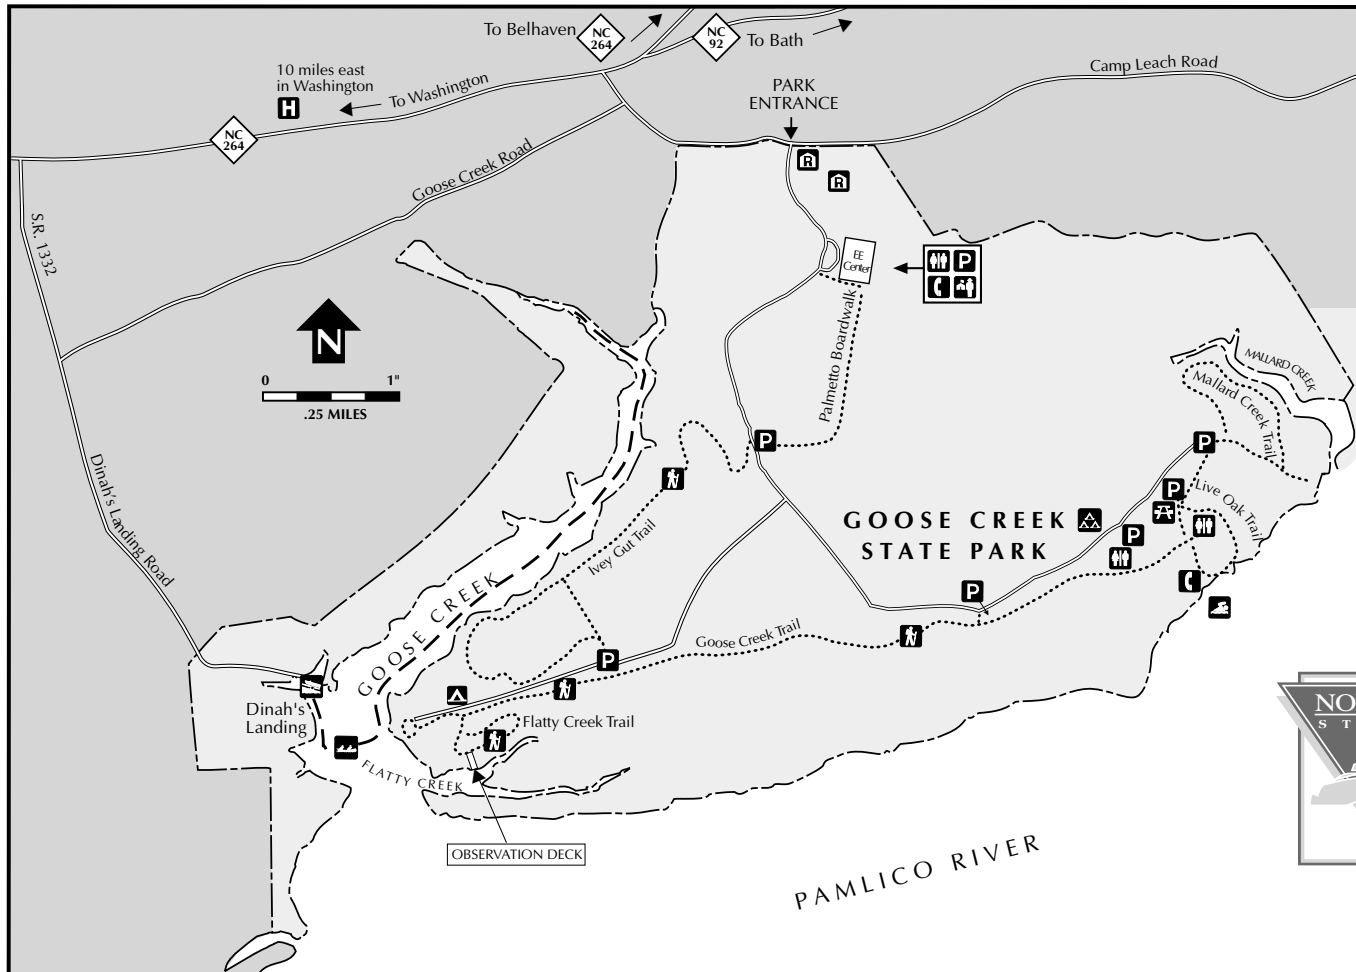 To Belhaven
NC
264
NC
92
To Bath
10 miles east
in Washington
H
To Washington
NC
264
Camp Leach Road
PARK
ENTRANCE
R
R
Goose Creek Road
S.R. 1332
EE
Center
P
N
0 1"
.25 MILES
Palmetto Boardwalk
MALLARD CREEK
Mallard Creek Trail
P
P
Dinah's Landing Road
Live Oak Trail
P
GOOSE CREEK
STATE PARK
P
Ivey Gut Trail
P
GOOSE CREEK
Goose Creek Trail
P
Dinah's
Landing
Flatty Creek Trail
FLATTY CREEK
OBSERVATION DECK
PAMLICO RIVER
NO
ST